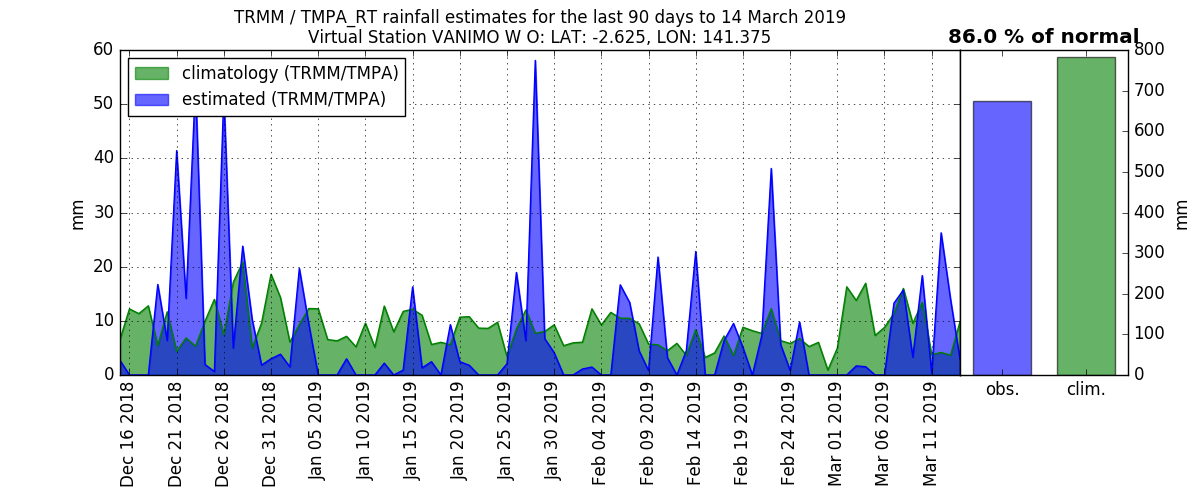 TRMM / TMPA_RT rainfall estimates for the last 90 days to 14 March 2019
Virtual Station VANIMO W O: LAT: -2.625, LON: 141.375
86.0 % of normal
climatology (TRMM/TMPA)
estimated (TRMM/TMPA)
60
50
40
30
20
10
0
mm
800
700
600
500
400
300
200
100
0
mm
Dec 16 2018
Dec 21 2018
Dec 26 2018
Dec 31 2018
Jan 05 2019
Jan 10 2019
Jan 15 2019
Jan 20 2019
Jan 25 2019
Jan 30 2019
Feb 04 2019
Feb 09 2019
Feb 14 2019
Feb 19 2019
Feb 24 2019
Mar 01 2019
Mar 06 2019
Mar 11 2019
obs.
clim.